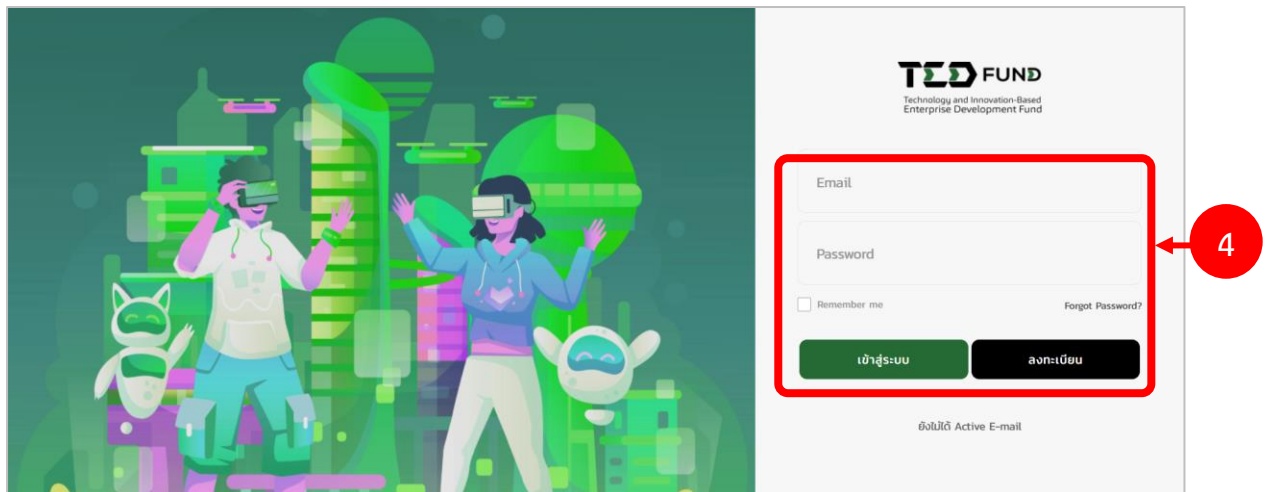 TED FUND
Technology and Innovation-Based
Enterprise Development Fund
Email
Password
Remember me Forgot Password?
เข้าสู่ระบบ ลงทะเบียน
4
ยังไม่ได้ Active E-mail